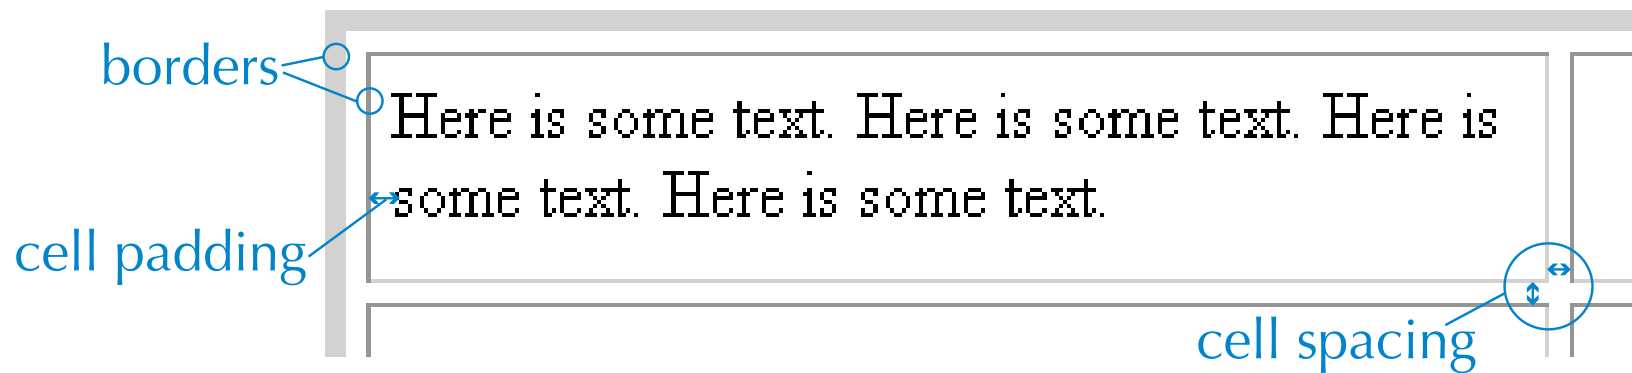 borders
Here is some text. Here is some text. Here is
some text. Here is some text.
cell padding
cell spacing